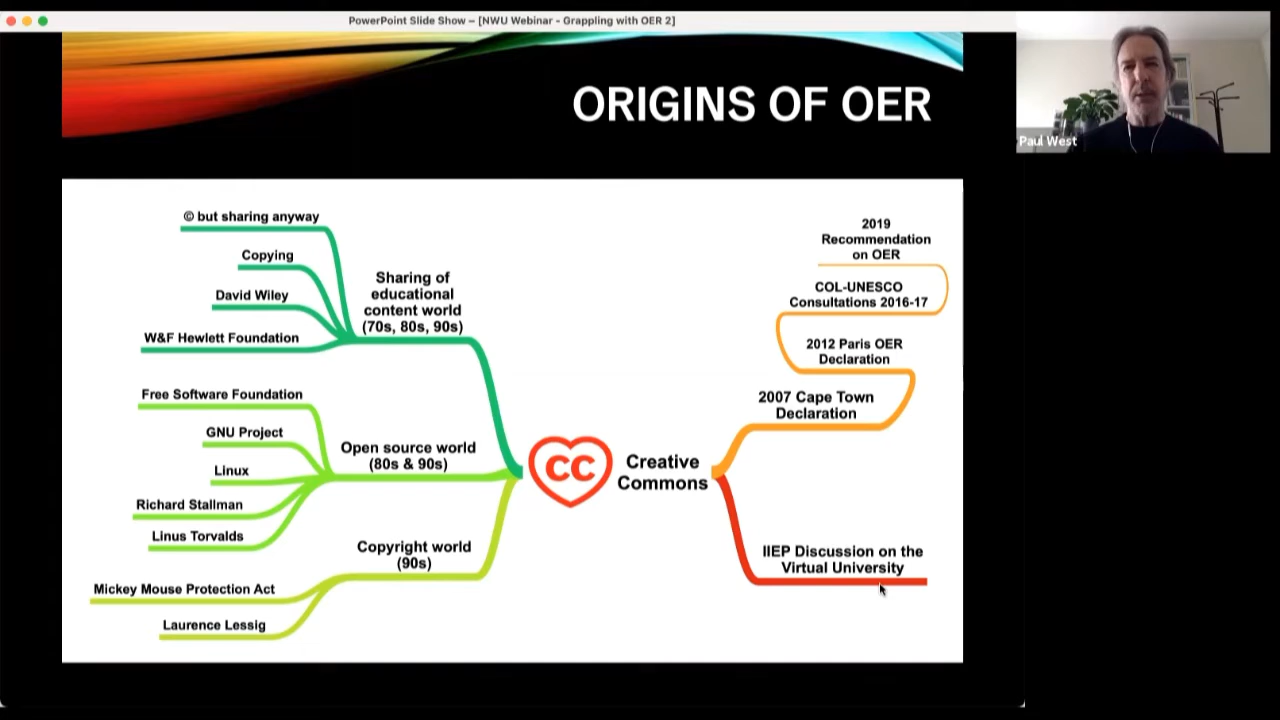 PowerPoint Slide Show – [NWU Webinar - Grappling with OER 2]
Paul West
ORIGINS OF OER
© but sharing anyway
Copying
David Wiley
W&F Hewlett Foundation
Sharing of
educational
content world
(70s, 80s, 90s)
Free Software Foundation
GNU Project
Linux
Richard Stallman
Linus Torvalds
Open source world
(80s & 90s)
Mickey Mouse Protection Act
Laurence Lessig
Copyright world
(90s)
CC
Creative
Commons
2019
Recommendation
on OER
COL-UNESCO
Consultations 2016-17
2012 Paris OER
Declaration
2007 Cape Town
Declaration
IIEP Discussion on the
Virtual University